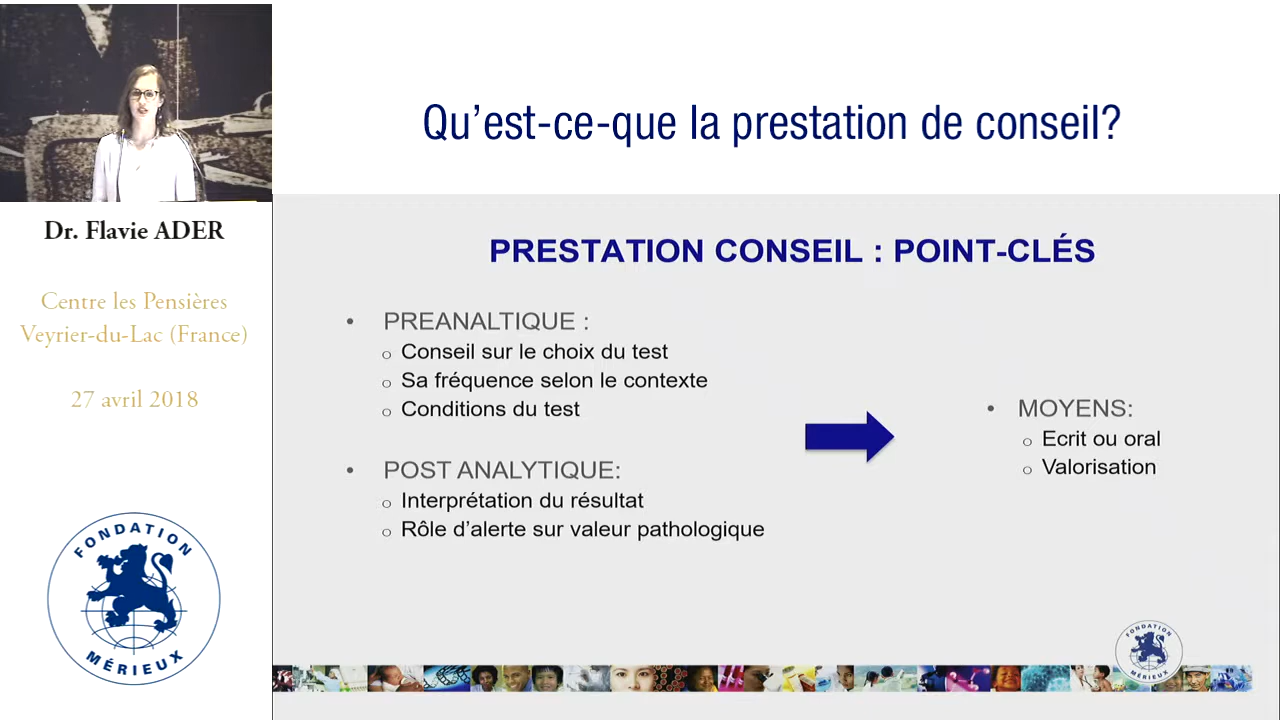 Qu’est-ce-que la prestation de conseil?
Dr. Flavie ADER
Centre les Pensières
Veyrier-du-Lac (France)
27 avril 2018
FONDATION
MÉRIEUX
PRESTATION CONSEIL : POINT-CLÉS
• PREANALTIQUE :
o Conseil sur le choix du test
o Sa fréquence selon le contexte
o Conditions du test
• POST ANALYTIQUE:
o Interprétation du résultat
o Rôle d’alerte sur valeur pathologique
• MOYENS:
o Ecrit ou oral
o Valorisation
FONDATION
MÉRIEUX